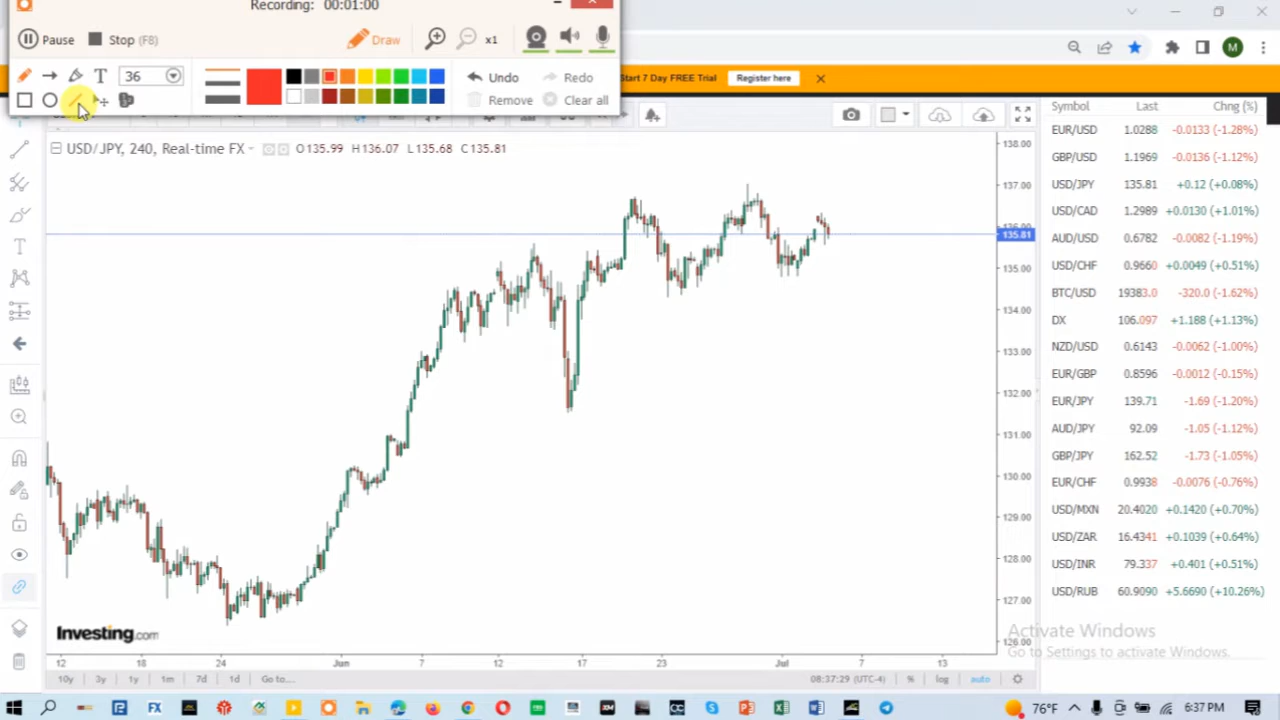 Recording: 00:01:00
Pause Stop (F8) Draw x1
T 36 Undo Redo
Remove Clear all
Start 7 Day FREE Trial Register here
M
USD/JPY, 240, Real-time FX O135.99 H136.07 L135.68 C135.81
Symbol Last Chng (%)
EUR/USD 1.0288 -0.0133 (-1.28%)
GBP/USD 1.1969 -0.0136 (-1.12%)
USD/JPY 135.81 +0.12 (+0.08%)
USD/CAD 1.2989 +0.0130 (+1.01%)
AUD/USD 0.6782 -0.0082 (-1.19%)
USD/CHF 0.9660 +0.0049 (+0.51%)
BTC/USD 19383.0 -320.0 (-1.62%)
DX 106.097 +1.188 (+1.13%)
NZD/USD 0.6143 -0.0062 (-1.00%)
EUR/GBP 0.8596 -0.0012 (-0.15%)
EUR/JPY 139.71 -1.69 (-1.20%)
AUD/JPY 92.09 -1.05 (-1.12%)
GBP/JPY 162.52 -1.73 (-1.05%)
EUR/CHF 0.9938 -0.0076 (-0.76%)
USD/MXN 20.4020 +0.1420 (+0.70%)
USD/ZAR 16.4341 +0.1039 (+0.64%)
USD/INR 79.337 +0.401 (+0.51%)
USD/RUB 60.9090 +5.6690 (+10.26%)
138.00
137.00
136.00
135.81
135.00
134.00
133.00
132.00
131.00
130.00
129.00
128.00
127.00
126.00
Investing.com
12 18 24 Jun 7 12 17 23 Jul 7 13
10y 3y 1y 1m 7d 1d Go to... 08:37:29 (UTC-4) % log auto
Activate Windows
Go to Settings to activate Windows.
76°F 6:37 PM